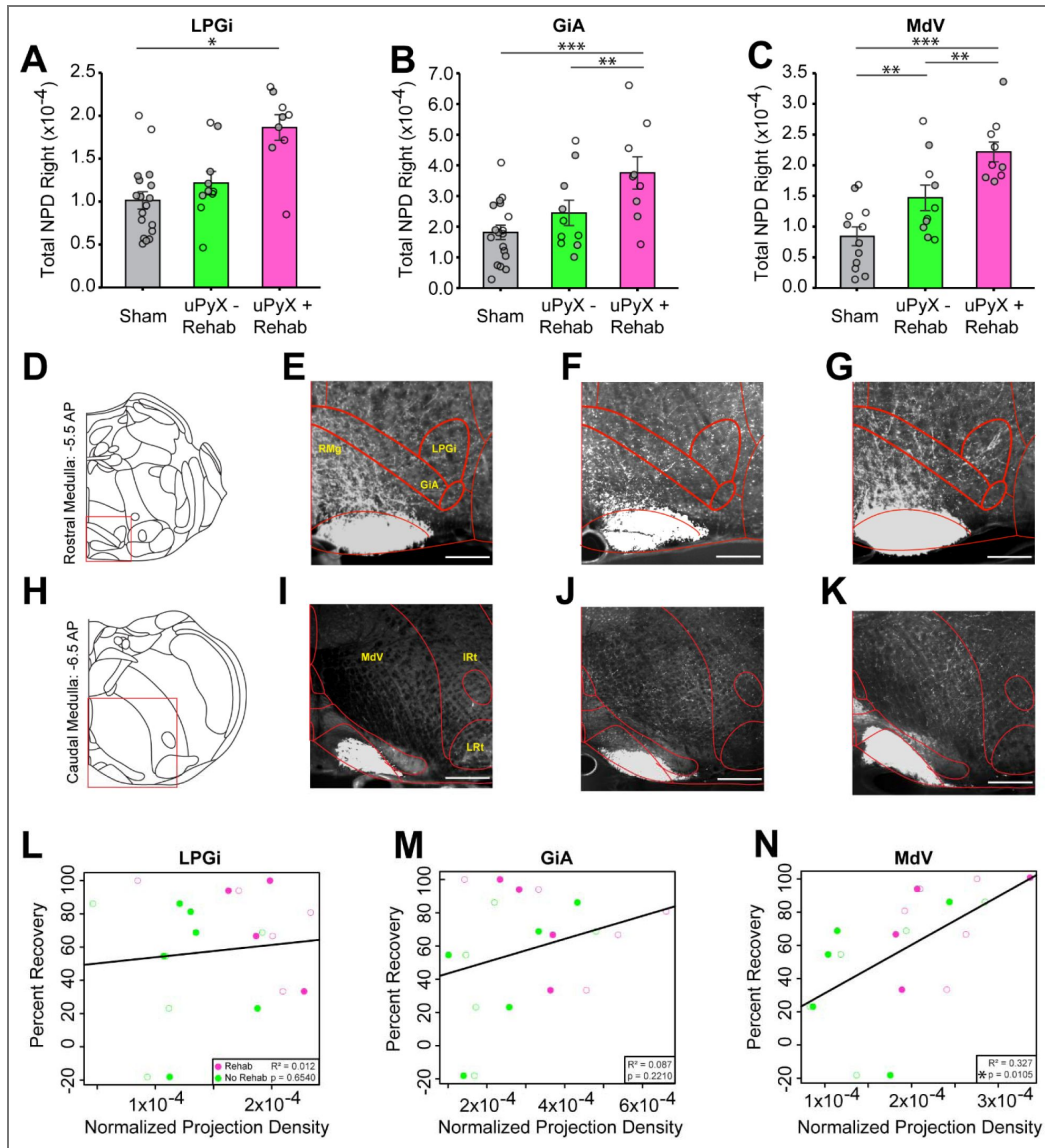 LPGi
GiA
MdV
A
B
C
*
***
**
***
**
**
Total NPD Right (x10⁻⁴)
2.5
2.0
1.5
1.0
0.5
0.0
Sham
uPyX -
Rehab
uPyX +
Rehab
Total NPD Right (x10⁻⁴)
7.0
6.0
5.0
4.0
3.0
2.0
1.0
0.0
Sham
uPyX -
Rehab
uPyX +
Rehab
Total NPD Right (x10⁻⁴)
3.5
3.0
2.5
2.0
1.5
1.0
0.5
0.0
Sham
uPyX -
Rehab
uPyX +
Rehab
D
E
F
G
Rostral Medulla: -5.5 AP
RMg
LPGi
GiA
H
I
J
K
Caudal Medulla: -6.5 AP
MdV
IRt
LRt
L
M
N
LPGi
GiA
MdV
Percent Recovery
100
80
60
40
20
0
-20
Rehab R² = 0.012
No Rehab p = 0.6540
1x10⁻⁴
2x10⁻⁴
Normalized Projection Density
Percent Recovery
100
80
60
40
20
0
-20
R² = 0.087
p = 0.2210
2x10⁻⁴
4x10⁻⁴
6x10⁻⁴
Normalized Projection Density
Percent Recovery
100
80
60
40
20
0
-20
R² = 0.327
* p = 0.0105
1x10⁻⁴
2x10⁻⁴
3x10⁻⁴
Normalized Projection Density